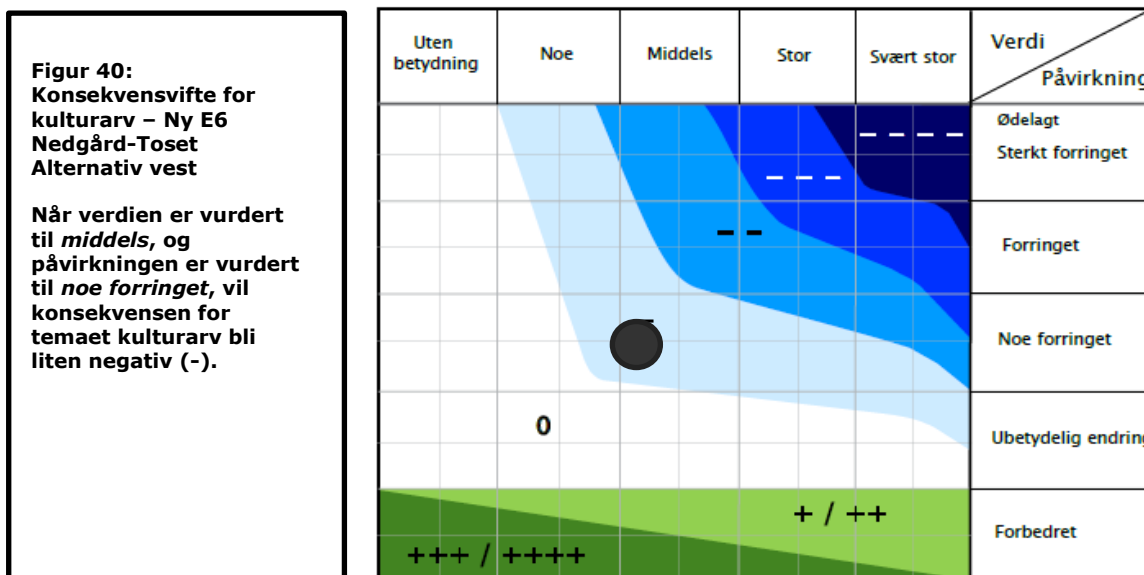 Figur 40:
Konsekvensvifte for
kulturarv – Ny E6
Nedgård-Toset
Alternativ vest
Når verdien er vurdert
til middels, og
påvirkningen er vurdert
til noe forringet, vil
konsekvensen for
temaet kulturarv bli
liten negativ (-).
Uten
betydning
Noe
Middels
Stor
Svært stor
Verdi
Påvirkning
Ødelagt
Sterkt forringet
Forringet
Noe forringet
Ubetydelig endring
Forbedret
– – – –
– – –
– –
0
+ / ++
+++ / ++++